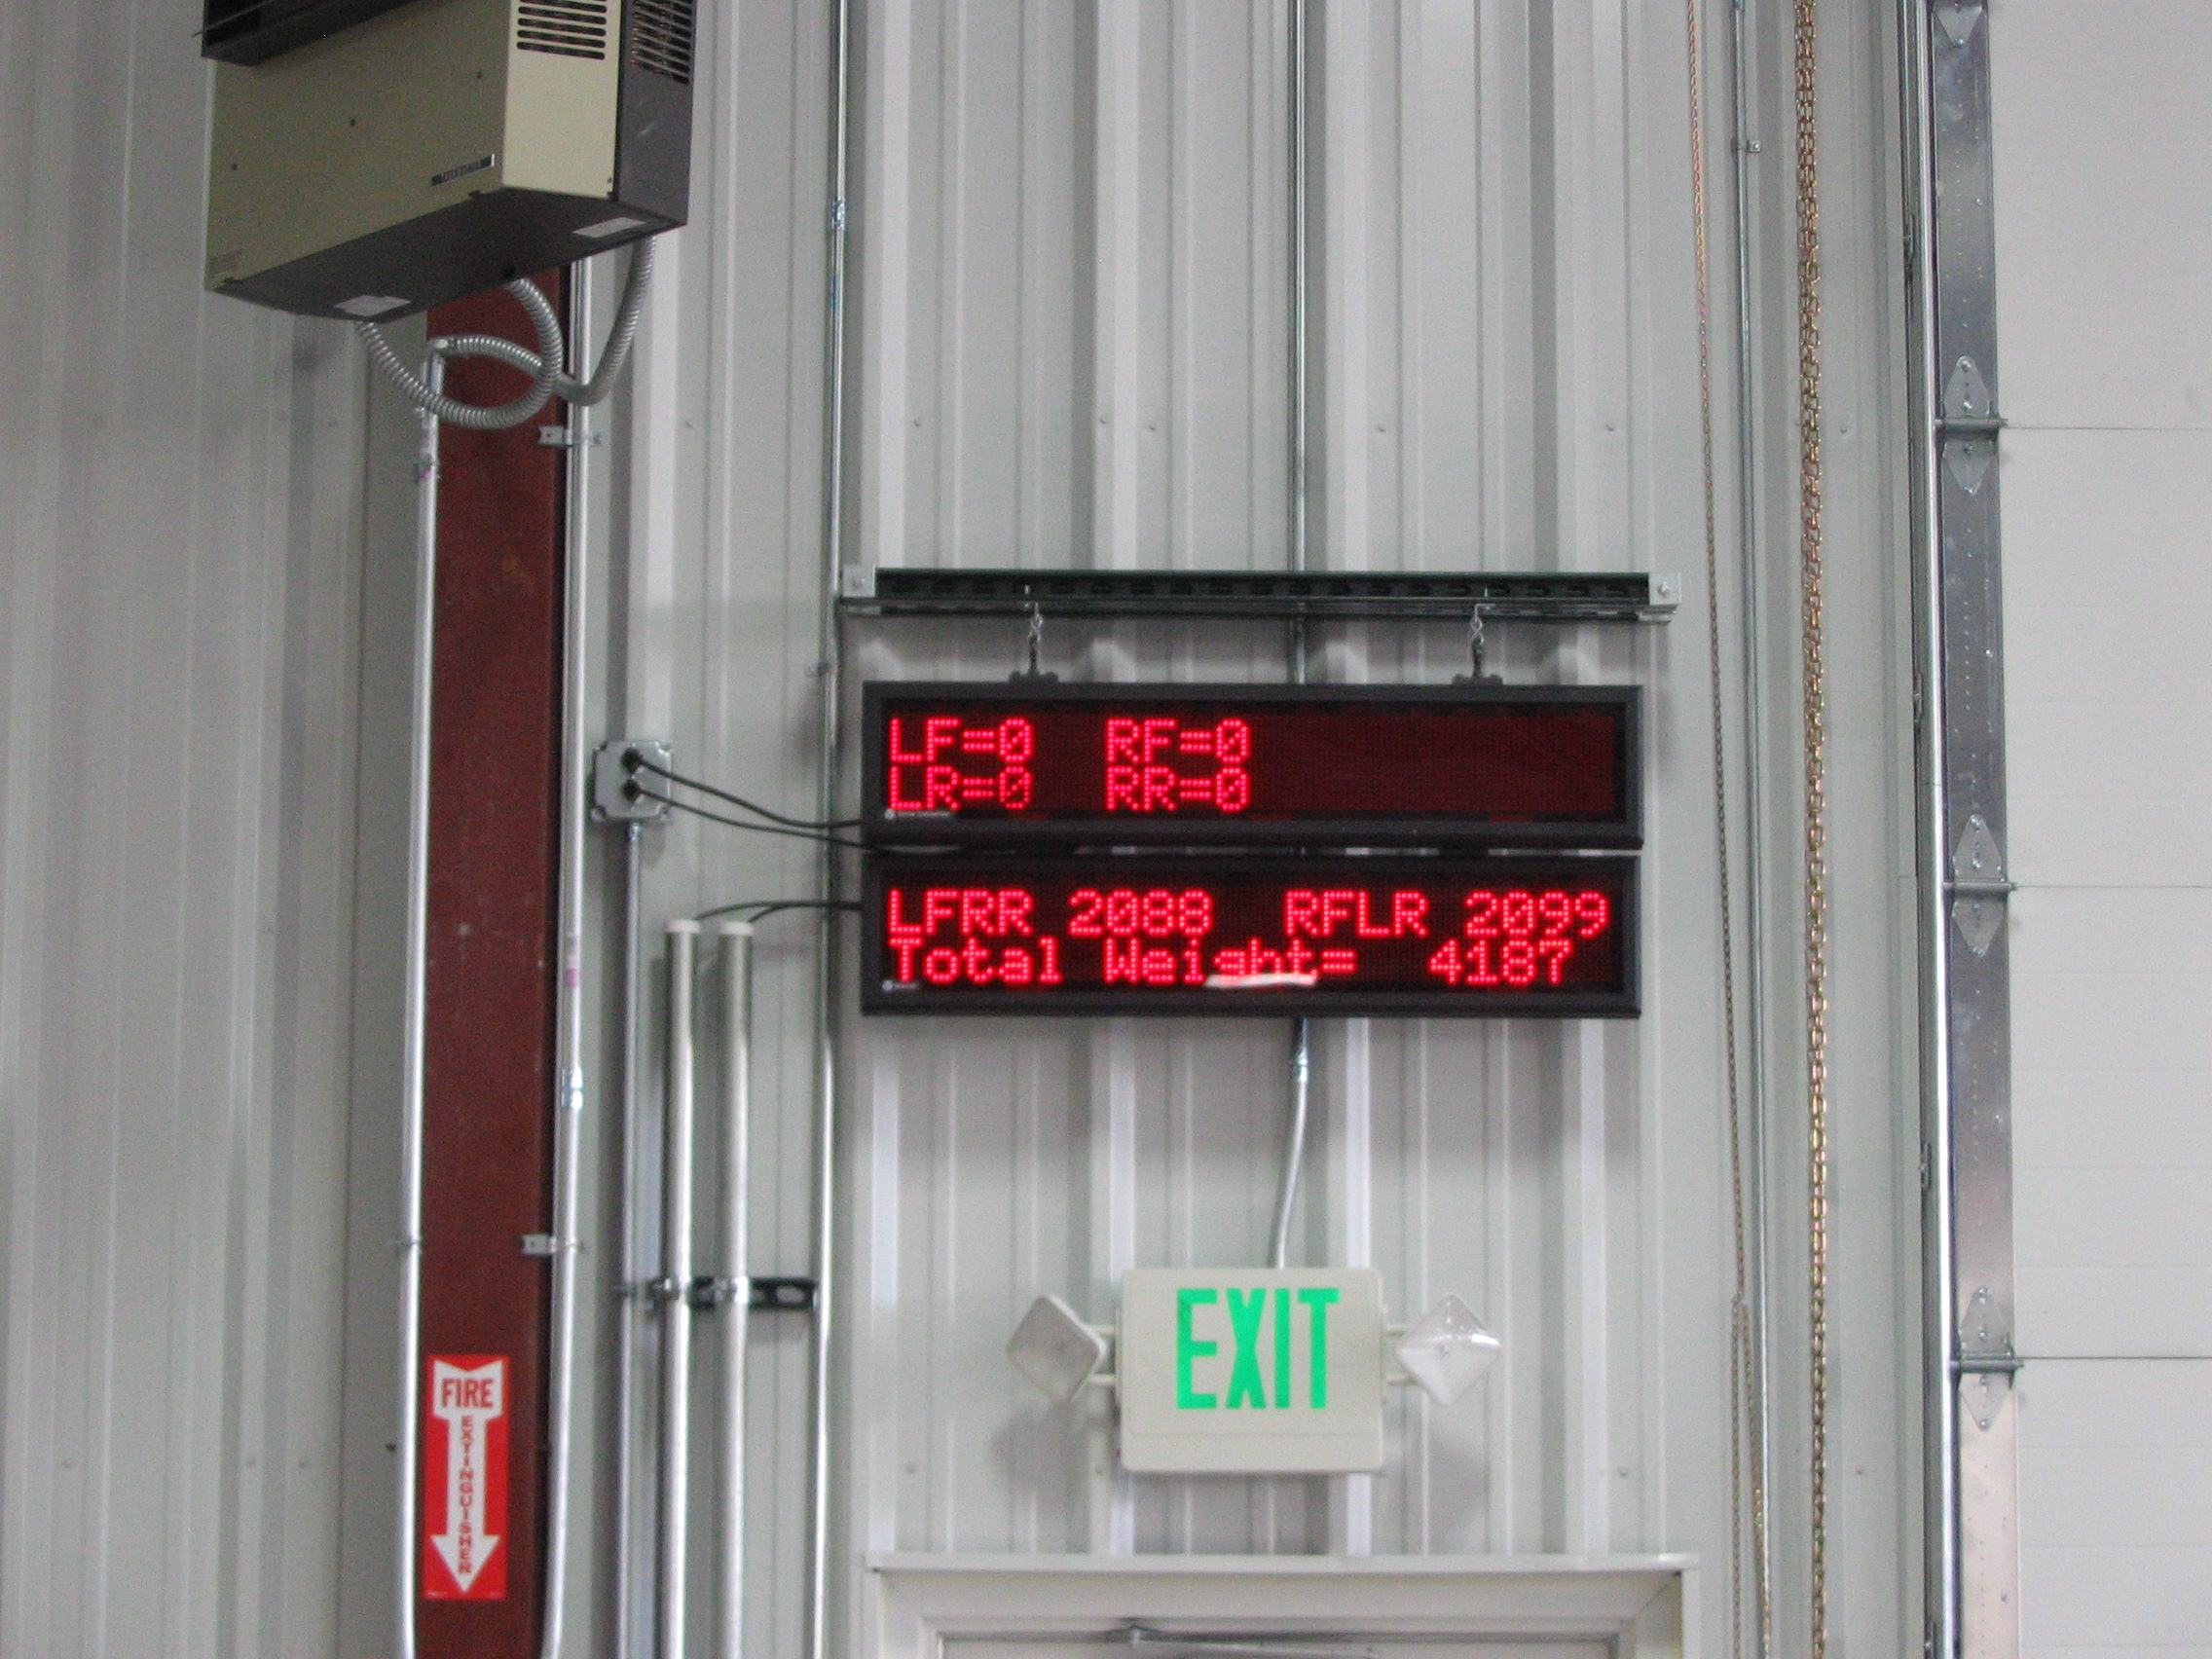 LF=0 RF=0
LR=0 RR=0
LFRR 2088 RFLR 2099
Total Weight= 4187
EXIT
FIRE
EXTINGUISHER